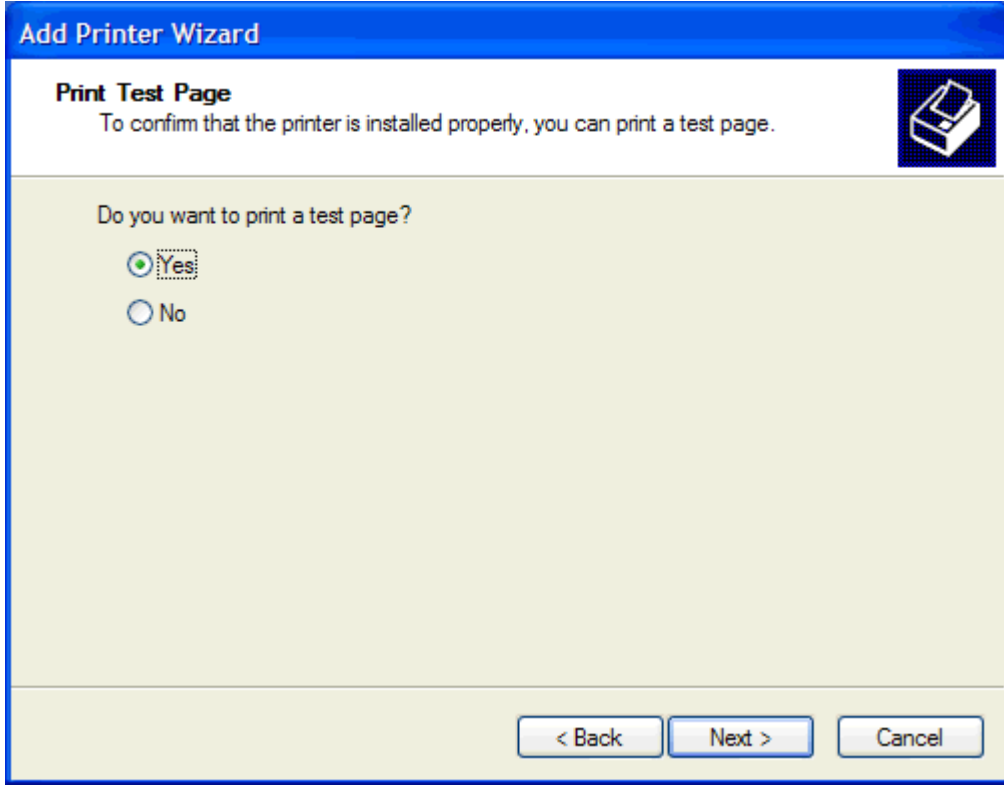 Add Printer Wizard
Print Test Page
To confirm that the printer is installed properly, you can print a test page.
Do you want to print a test page?
Yes
No
< Back Next > Cancel